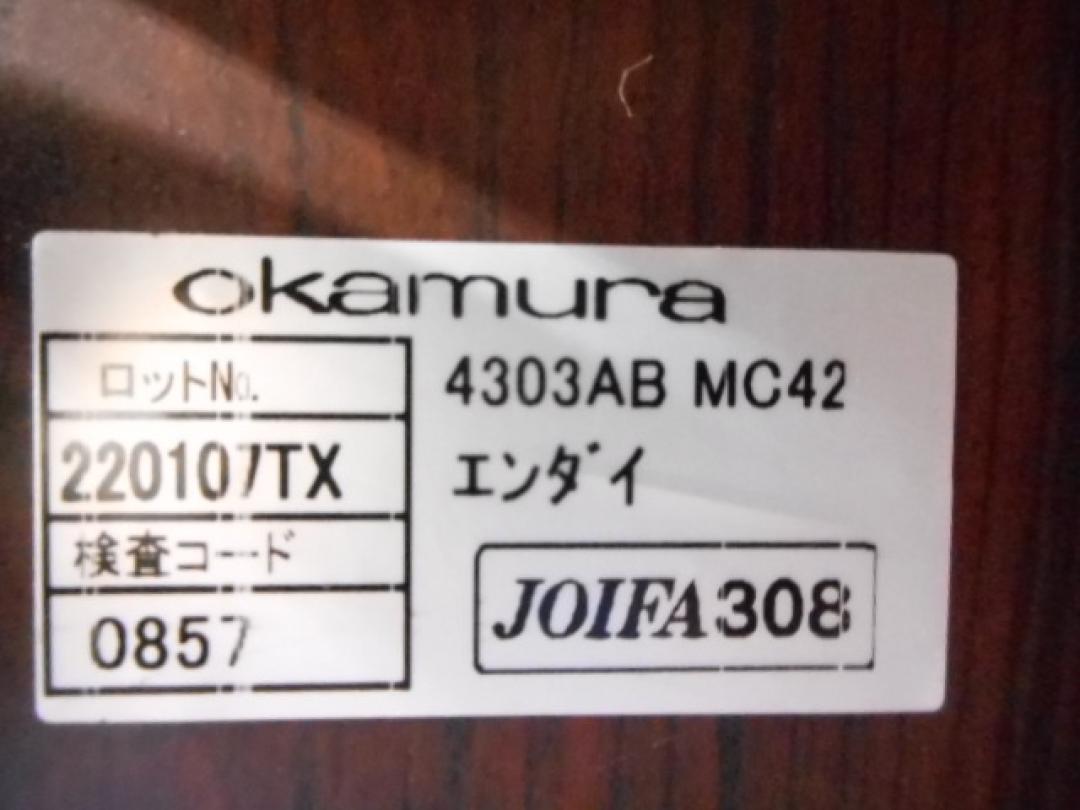 okamura
ロットNo.
220107TX
検査コード
0857
4303AB MC42
エンダイ
JOIFA308